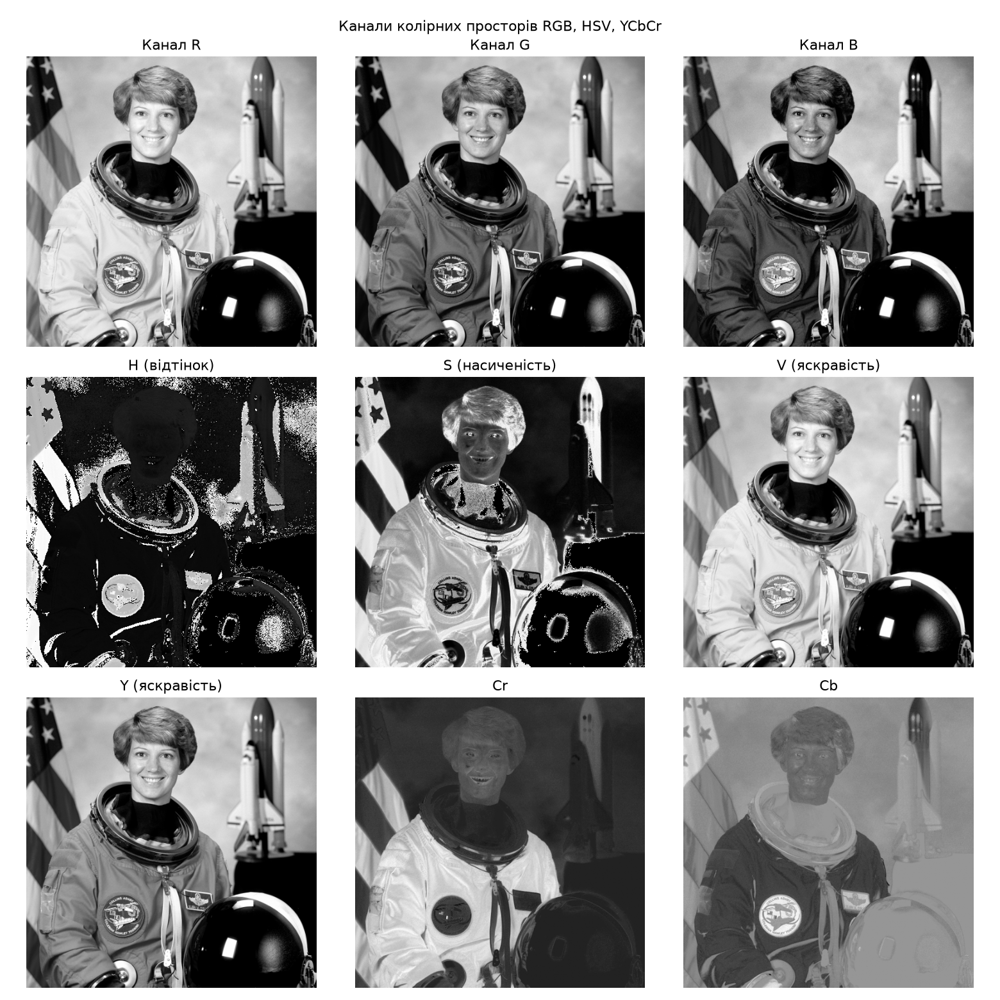 Канали колірних просторів RGB, HSV, YCbCr
Канал R
Канал G
Канал B
H (відтінок)
S (насиченість)
V (яскравість)
Y (яскравість)
Cr
Cb